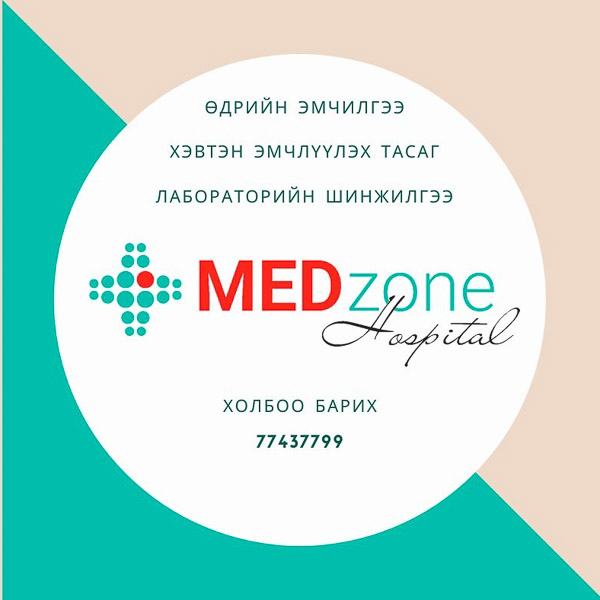 ӨДРИЙН ЭМЧИЛГЭЭ
ХЭВТЭН ЭМЧЛҮҮЛЭХ ТАСАГ
ЛАБОРАТОРИЙН ШИНЖИЛГЭЭ
MEDzone
Hospital
ХОЛБОО БАРИХ
77437799